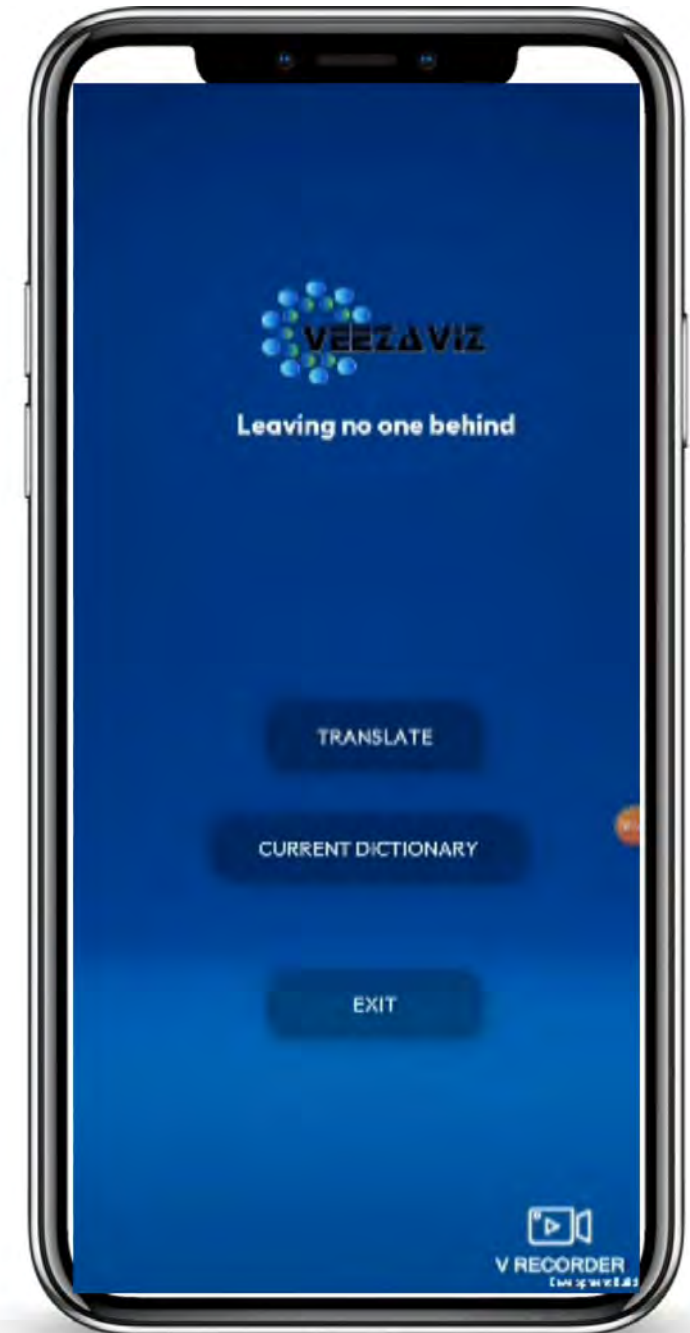 VEEZAVIZ
Leaving no one behind
TRANSLATE
CURRENT DICTIONARY
EXIT
V RECORDER